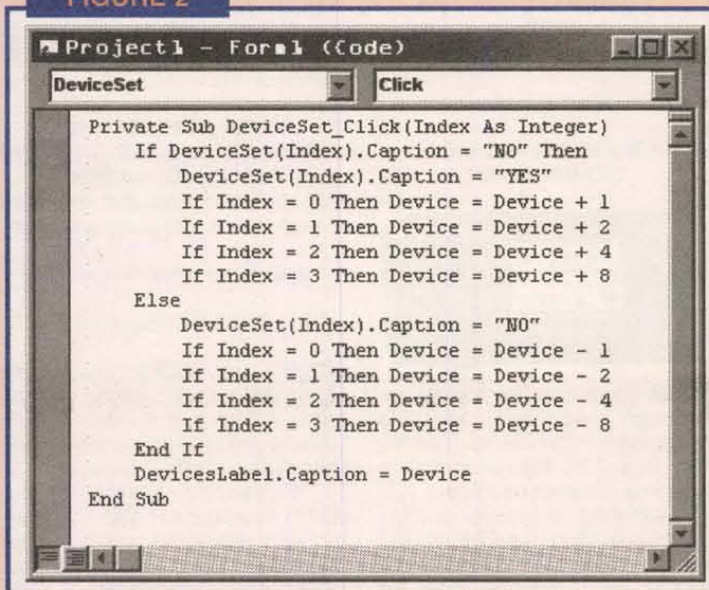 FIGURE 2
Project1 - Form1 (Code)
DeviceSet Click
Private Sub DeviceSet_Click(Index As Integer)
If DeviceSet(Index).Caption = "NO" Then
DeviceSet(Index).Caption = "YES"
If Index = 0 Then Device = Device + 1
If Index = 1 Then Device = Device + 2
If Index = 2 Then Device = Device + 4
If Index = 3 Then Device = Device + 8
Else
DeviceSet(Index).Caption = "NO"
If Index = 0 Then Device = Device - 1
If Index = 1 Then Device = Device - 2
If Index = 2 Then Device = Device - 4
If Index = 3 Then Device = Device - 8
End If
DevicesLabel.Caption = Device
End Sub